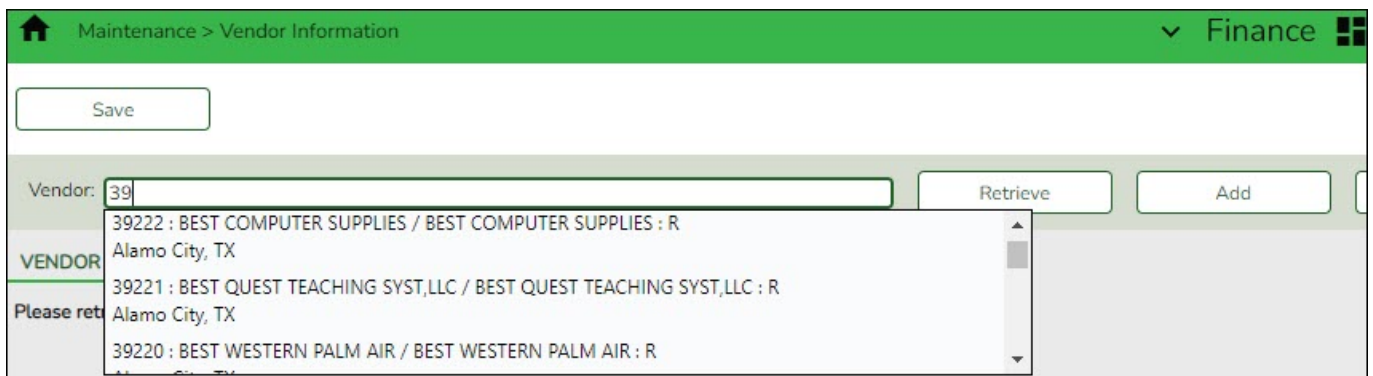 Maintenance > Vendor Information
Finance
Save
Vendor: 39
Retrieve
Add
39222 : BEST COMPUTER SUPPLIES / BEST COMPUTER SUPPLIES : R
Alamo City, TX
VENDOR
39221 : BEST QUEST TEACHING SYST,LLC / BEST QUEST TEACHING SYST,LLC : R
Please retr
Alamo City, TX
39220 : BEST WESTERN PALM AIR / BEST WESTERN PALM AIR : R